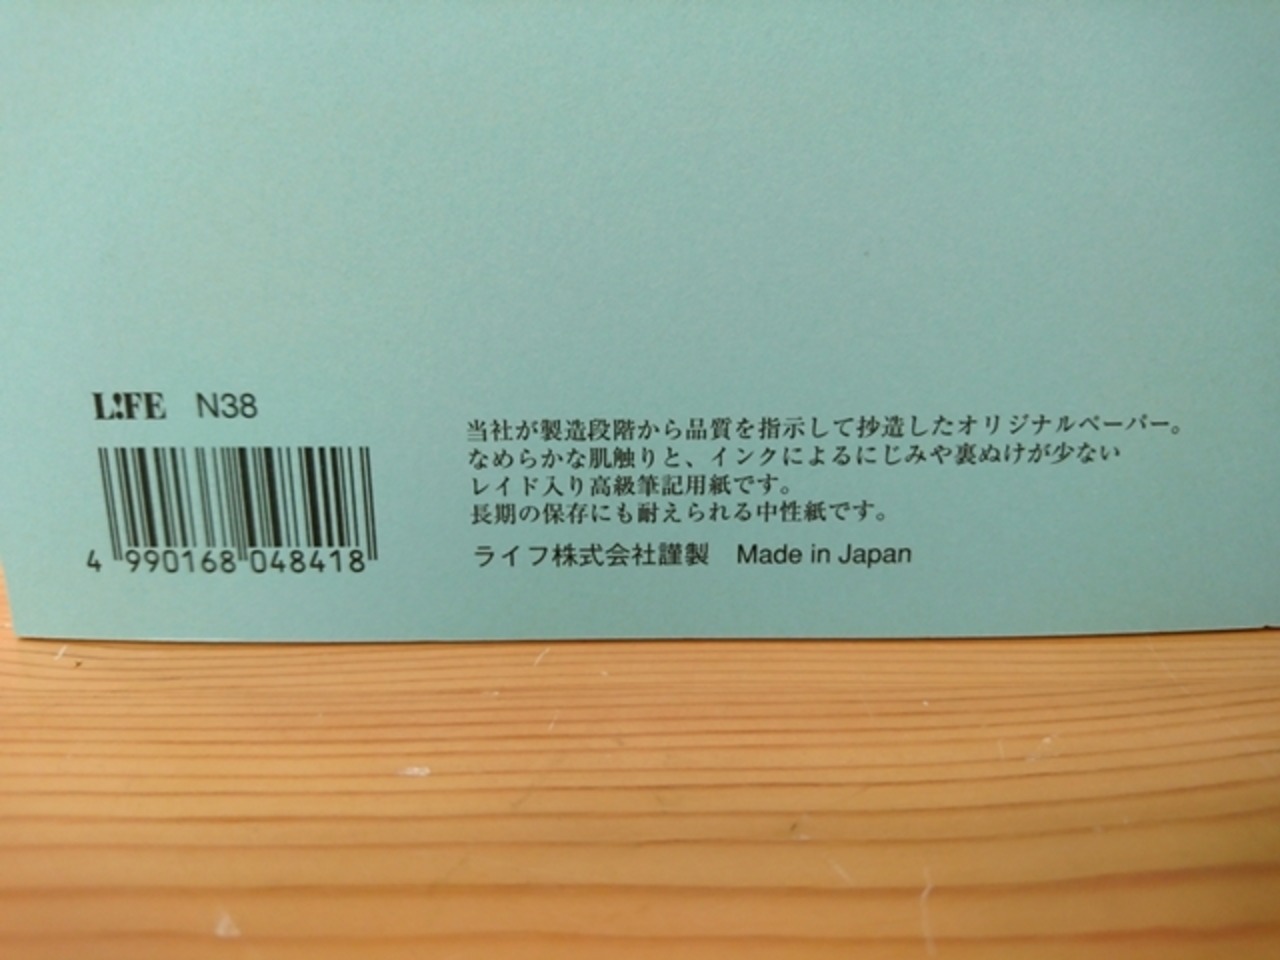 L!FE N38
4 990168 048418
当社が製造段階から品質を指示して抄造したオリジナルペーパー。
なめらかな肌触りと、インクによるにじみや裏ぬけが少ない
レイド入り高級筆記用紙です。
長期の保存にも耐えられる中性紙です。
ライフ株式会社謹製 Made in Japan